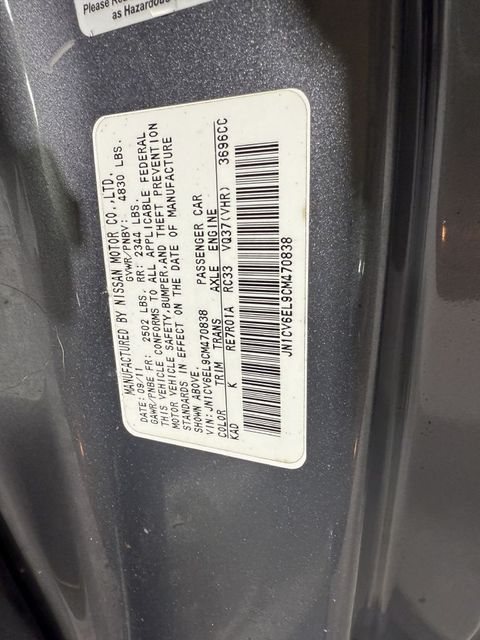 Please Re
as Hazardous
MANUFACTURED BY NISSAN MOTOR CO.,LTD.
DATE:09/11 GVWR/PNBV: 4830 LBS.
GAWR/PNBE FR: 2502 LBS. RR: 2344 LBS.
THIS VEHICLE CONFORMS TO ALL APPLICABLE FEDERAL
MOTOR VEHICLE SAFETY,BUMPER,AND THEFT PREVENTION
STANDARDS IN EFFECT ON THE DATE OF MANUFACTURE
SHOWN ABOVE.
VIN:JN1CV6EL9CM470838 PASSENGER CAR
COLOR TRIM TRANS AXLE ENGINE
KAD K RE7R01A RC33 VQ37(VHR) 3696CC
JN1CV6EL9CM470838